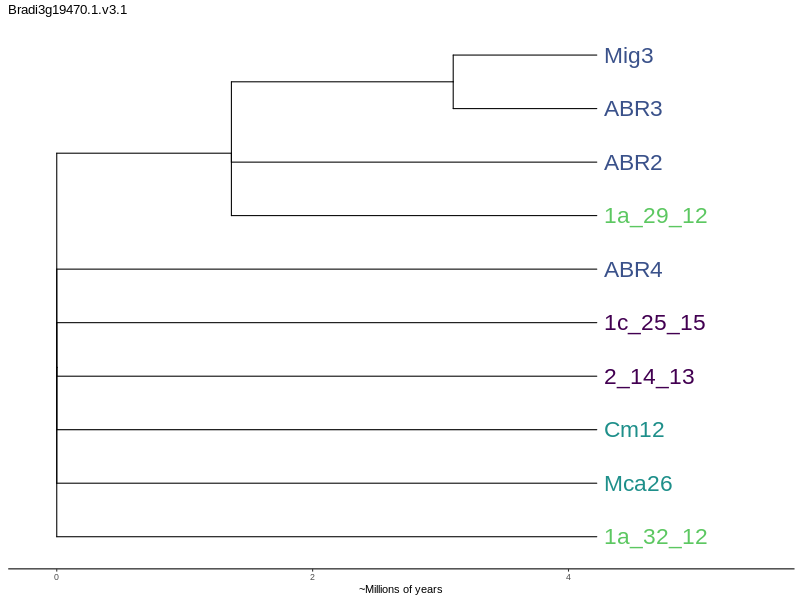 Bradi3g19470.1.v3.1
Mig3
ABR3
ABR2
1a_29_12
ABR4
1c_25_15
2_14_13
Cm12
Mca26
1a_32_12
0 2 4
~Millions of years